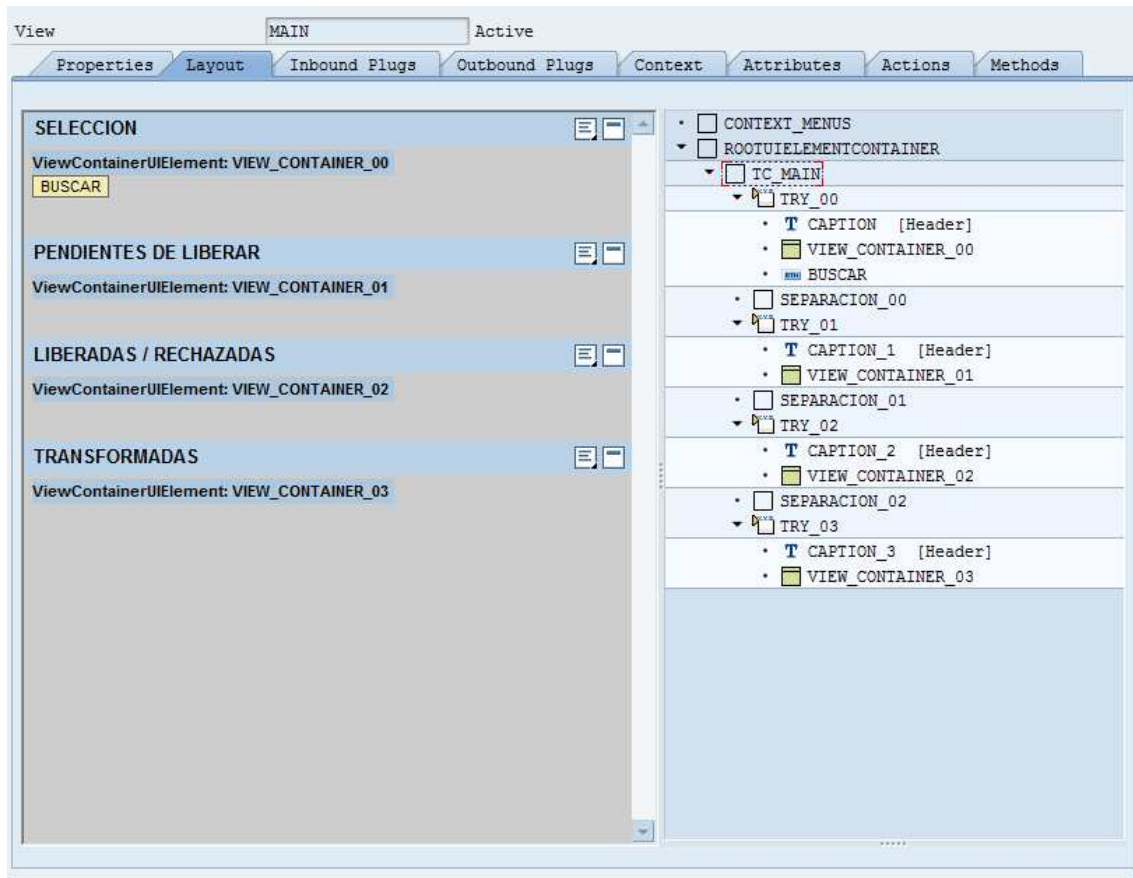 View MAIN Active
Properties Layout Inbound Plugs Outbound Plugs Context Attributes Actions Methods
SELECCION
ViewContainerUIElement: VIEW_CONTAINER_00
BUSCAR
PENDIENTES DE LIBERAR
ViewContainerUIElement: VIEW_CONTAINER_01
LIBERADAS / RECHAZADAS
ViewContainerUIElement: VIEW_CONTAINER_02
TRANSFORMADAS
ViewContainerUIElement: VIEW_CONTAINER_03
CONTEXT_MENUS
ROOTUIELEMENTCONTAINER
TC_MAIN
TRY_00
T CAPTION [Header]
VIEW_CONTAINER_00
BUSCAR
SEPARACION_00
TRY_01
T CAPTION_1 [Header]
VIEW_CONTAINER_01
SEPARACION_01
TRY_02
T CAPTION_2 [Header]
VIEW_CONTAINER_02
SEPARACION_02
TRY_03
T CAPTION_3 [Header]
VIEW_CONTAINER_03